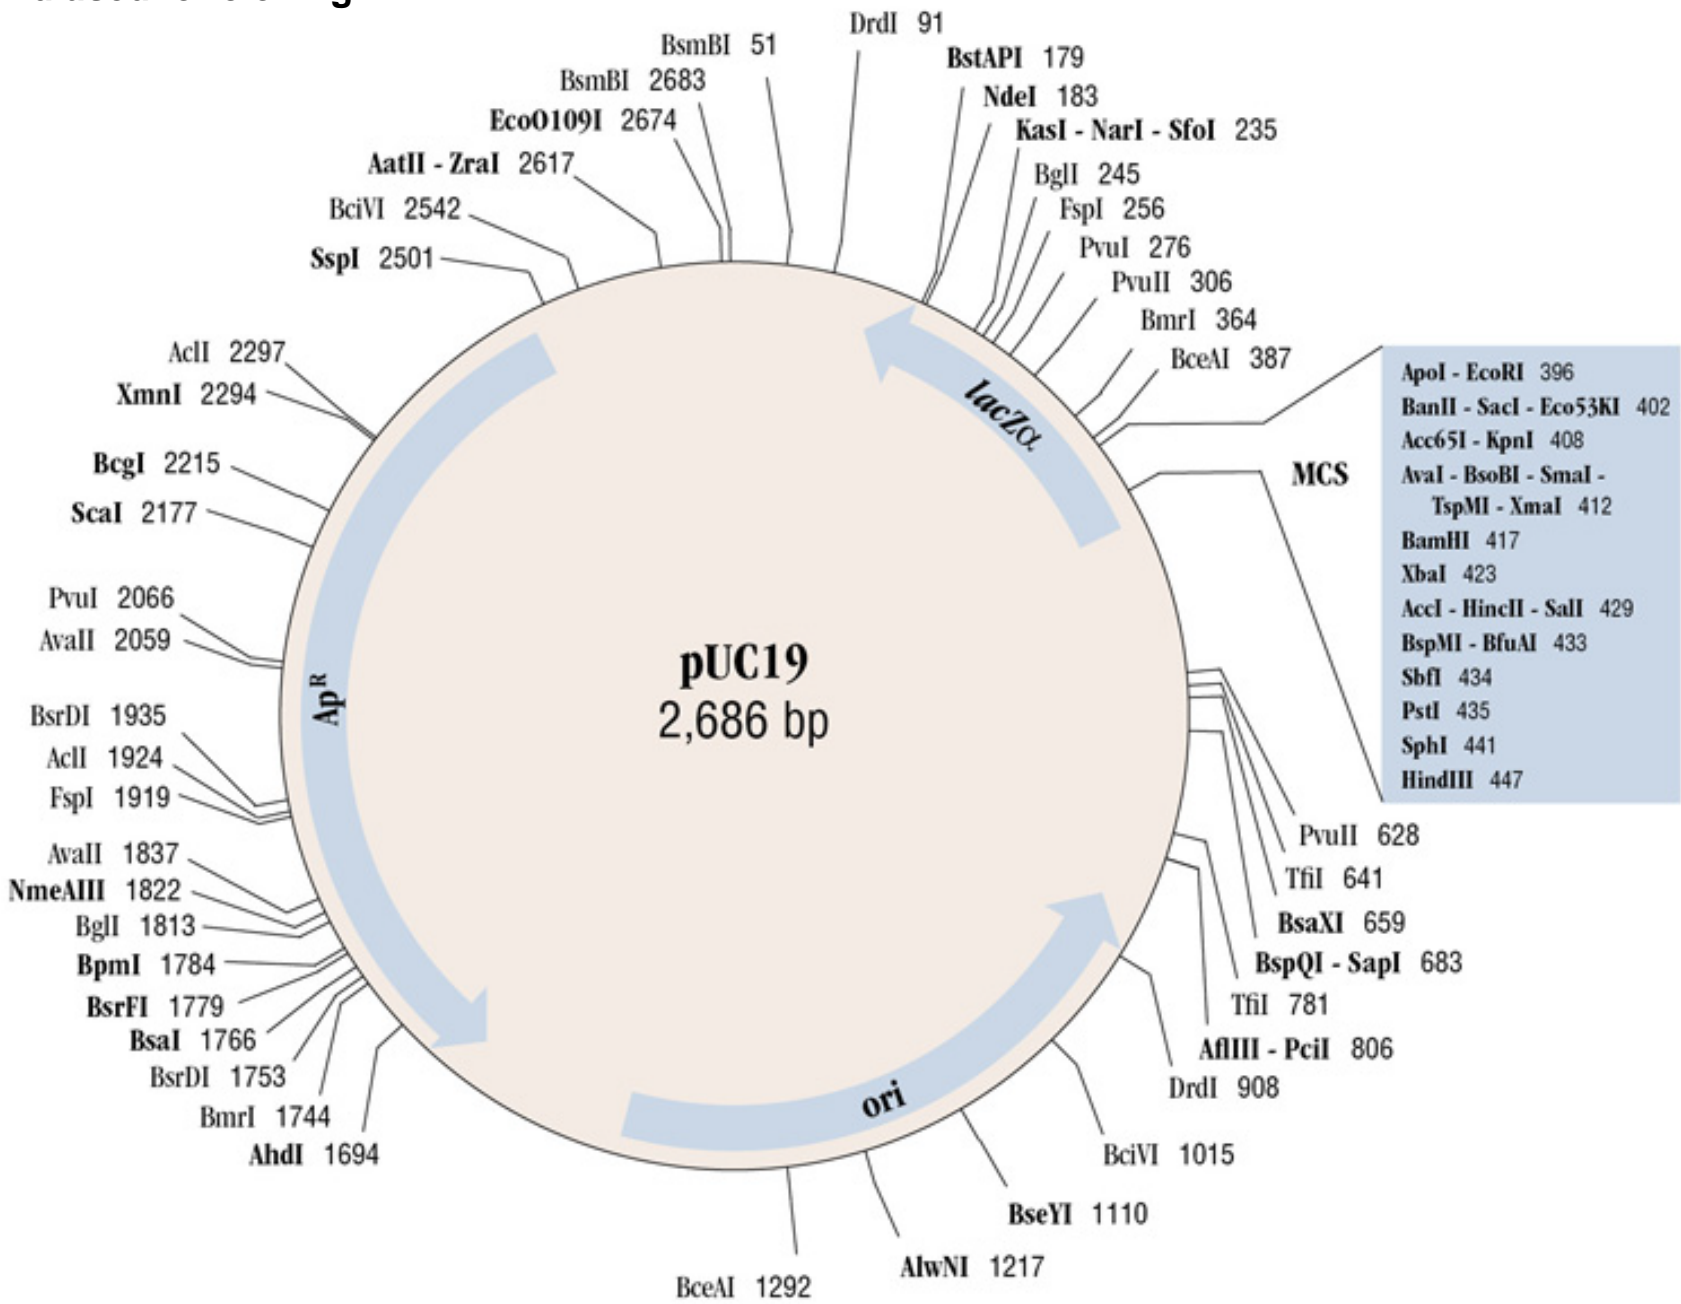 DrdI 91
BsmBI 51
BstAPI 179
BsmBI 2683
NdeI 183
EcoO109I 2674
KasI - NarI - SfoI 235
AatII - ZraI 2617
BglI 245
BciVI 2542
FspI 256
PvuI 276
SspI 2501
PvuII 306
BmrI 364
AclI 2297
BceAI 387
XmnI 2294
BcgI 2215
ScaI 2177
PvuI 2066
AvaII 2059
BsrDI 1935
AclI 1924
FspI 1919
AvaII 1837
NmeAIII 1822
BglI 1813
BpmI 1784
BsrFI 1779
BsaI 1766
BsrDI 1753
BmrI 1744
AhdI 1694
lacZα
Ap^R
pUC19
2,686 bp
ori
MCS
ApoI - EcoRI 396
BanII - SacI - Eco53KI 402
Acc65I - KpnI 408
AvaI - BsoBI - SmaI -
TspMI - XmaI 412
BamHI 417
XbaI 423
AccI - HincII - SalI 429
BspMI - BfuAI 433
SbfI 434
PstI 435
SphI 441
HindIII 447
PvuII 628
TfiI 641
BsaXI 659
BspQI - SapI 683
TfiI 781
AflIII - PciI 806
DrdI 908
BciVI 1015
BseYI 1110
AlwNI 1217
BceAI 1292